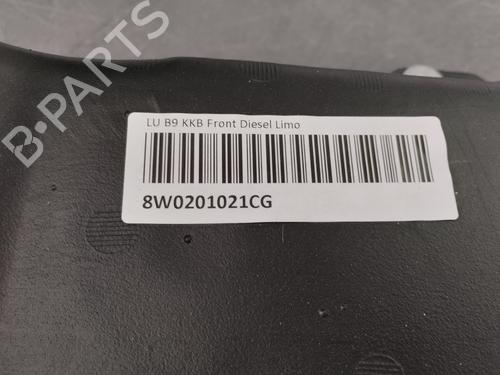 B-PARTS
LU B9 KKB Front Diesel Limo
8W0201021CG